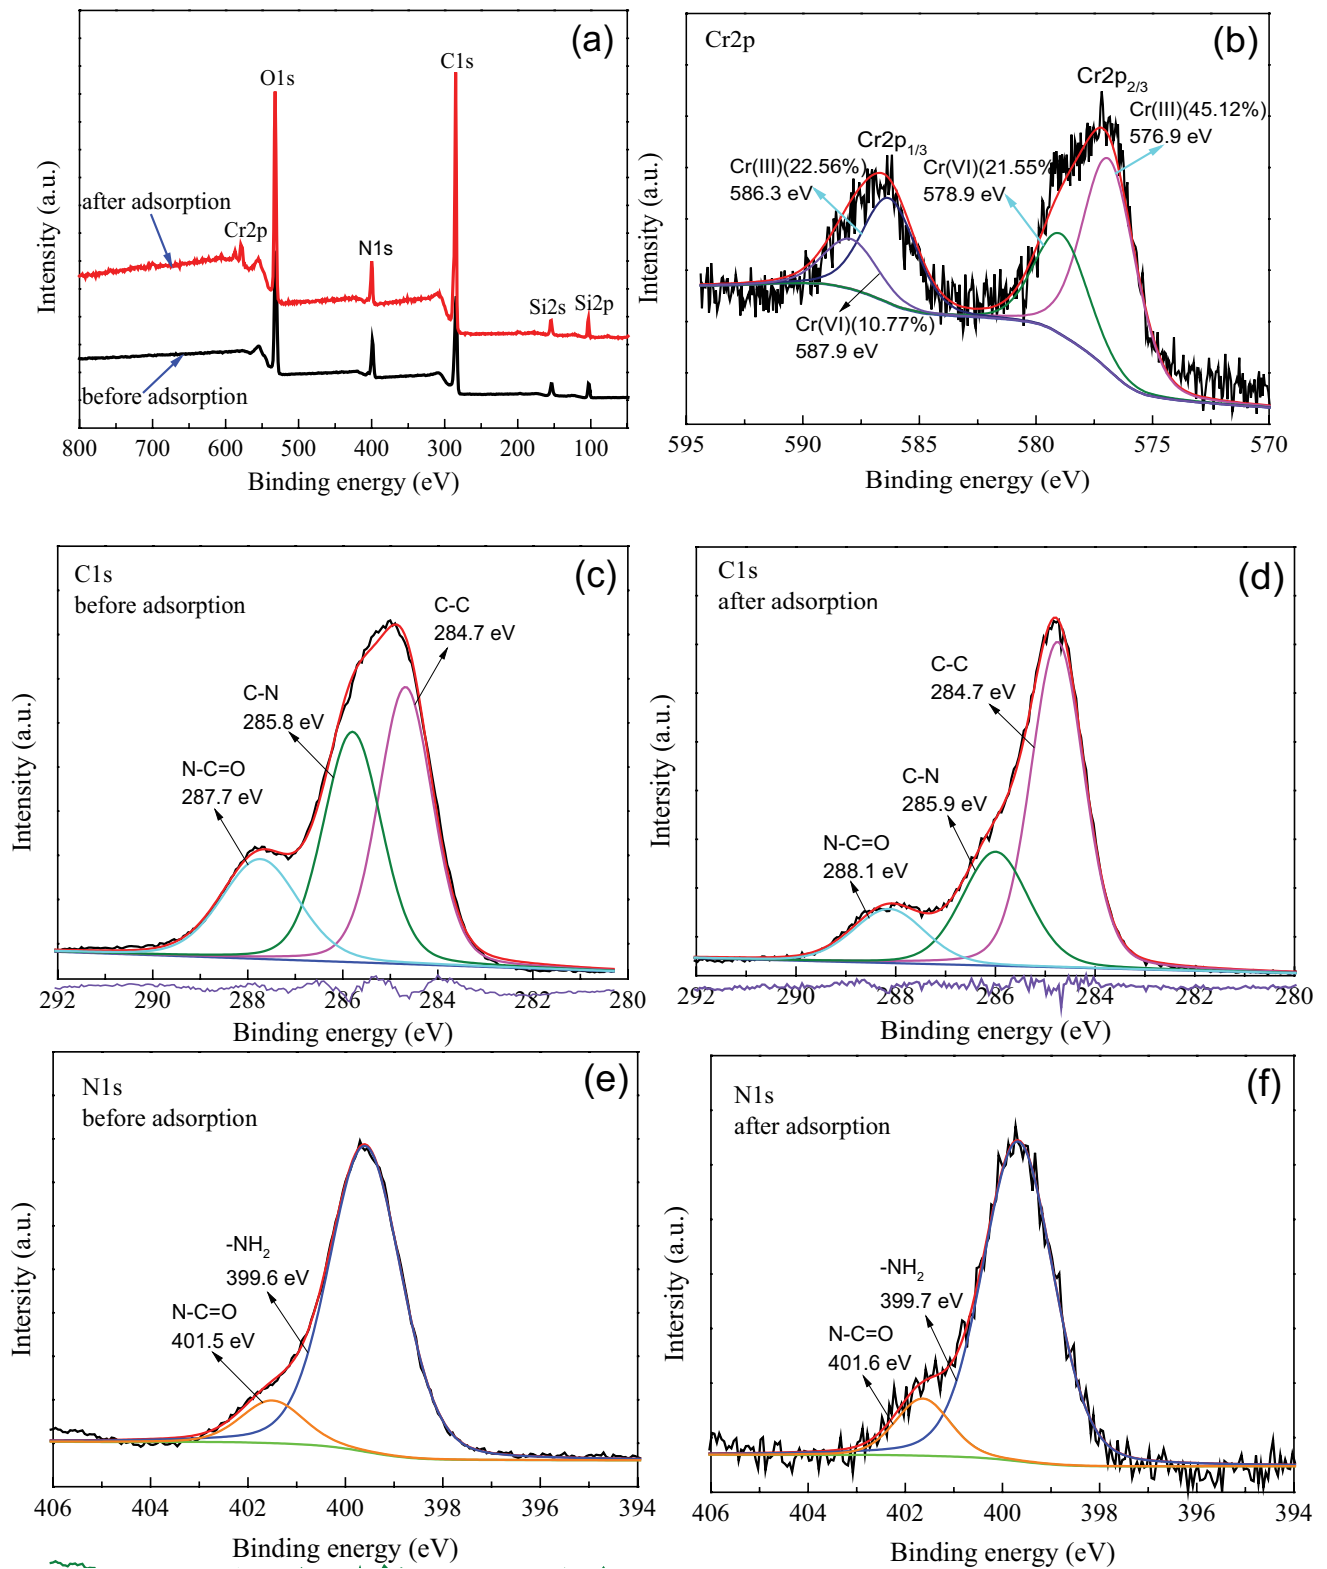 (a)
C1s
O1s
after adsorption
Cr2p
N1s
Si2s
Si2p
before adsorption
Intensity (a.u.)
800 700 600 500 400 300 200 100
Binding energy (eV)
(b)
Cr2p
Cr2p2/3
Cr(III)(45.12%)
576.9 eV
Cr2p1/3
Cr(III)(22.56%)
586.3 eV
Cr(VI)(21.55%
578.9 eV
Cr(VI)(10.77%)
587.9 eV
Intensity (a.u.)
595 590 585 580 575 570
Binding energy (eV)
(c)
C1s
before adsorption
C-C
284.7 eV
C-N
285.8 eV
N-C=O
287.7 eV
Intensity (a.u.)
292 290 288 286 284 282 280
Binding energy (eV)
(d)
C1s
after adsorption
C-C
284.7 eV
C-N
285.9 eV
N-C=O
288.1 eV
Intersity (a.u.)
292 290 288 286 284 282 280
Binding energy (eV)
(e)
N1s
before adsorption
-NH2
399.6 eV
N-C=O
401.5 eV
Intensity (a.u.)
406 404 402 400 398 396 394
Binding energy (eV)
(f)
N1s
after adsorption
-NH2
399.7 eV
N-C=O
401.6 eV
Intersity (a.u.)
406 404 402 400 398 396 394
Binding energy (eV)